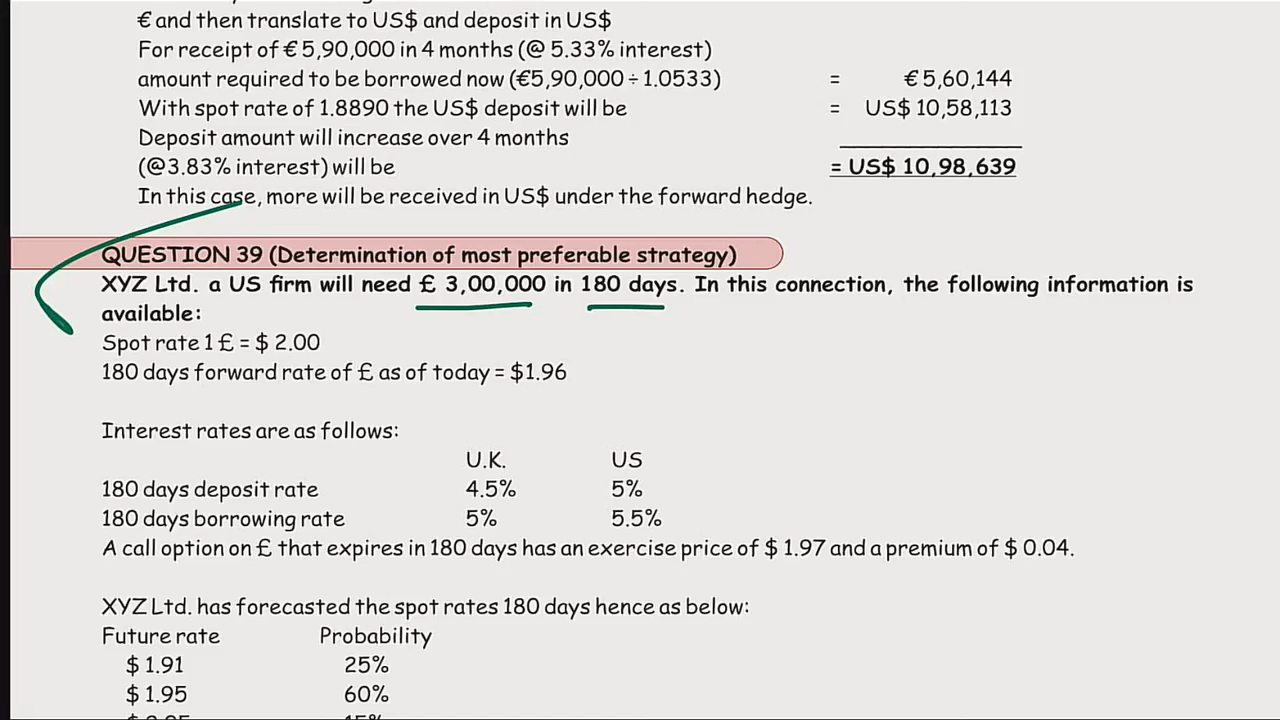 € and then translate to US$ and deposit in US$
For receipt of € 5,90,000 in 4 months (@ 5.33% interest)
amount required to be borrowed now (€5,90,000 ÷ 1.0533) = € 5,60,144
With spot rate of 1.8890 the US$ deposit will be = US$ 10,58,113
Deposit amount will increase over 4 months
(@3.83% interest) will be = US$ 10,98,639
In this case, more will be received in US$ under the forward hedge.
QUESTION 39 (Determination of most preferable strategy)
XYZ Ltd. a US firm will need £ 3,00,000 in 180 days. In this connection, the following information is
available:
Spot rate 1 £ = $ 2.00
180 days forward rate of £ as of today = $1.96
Interest rates are as follows:
U.K. US
180 days deposit rate 4.5% 5%
180 days borrowing rate 5% 5.5%
A call option on £ that expires in 180 days has an exercise price of $ 1.97 and a premium of $ 0.04.
XYZ Ltd. has forecasted the spot rates 180 days hence as below:
Future rate Probability
$ 1.91 25%
$ 1.95 60%